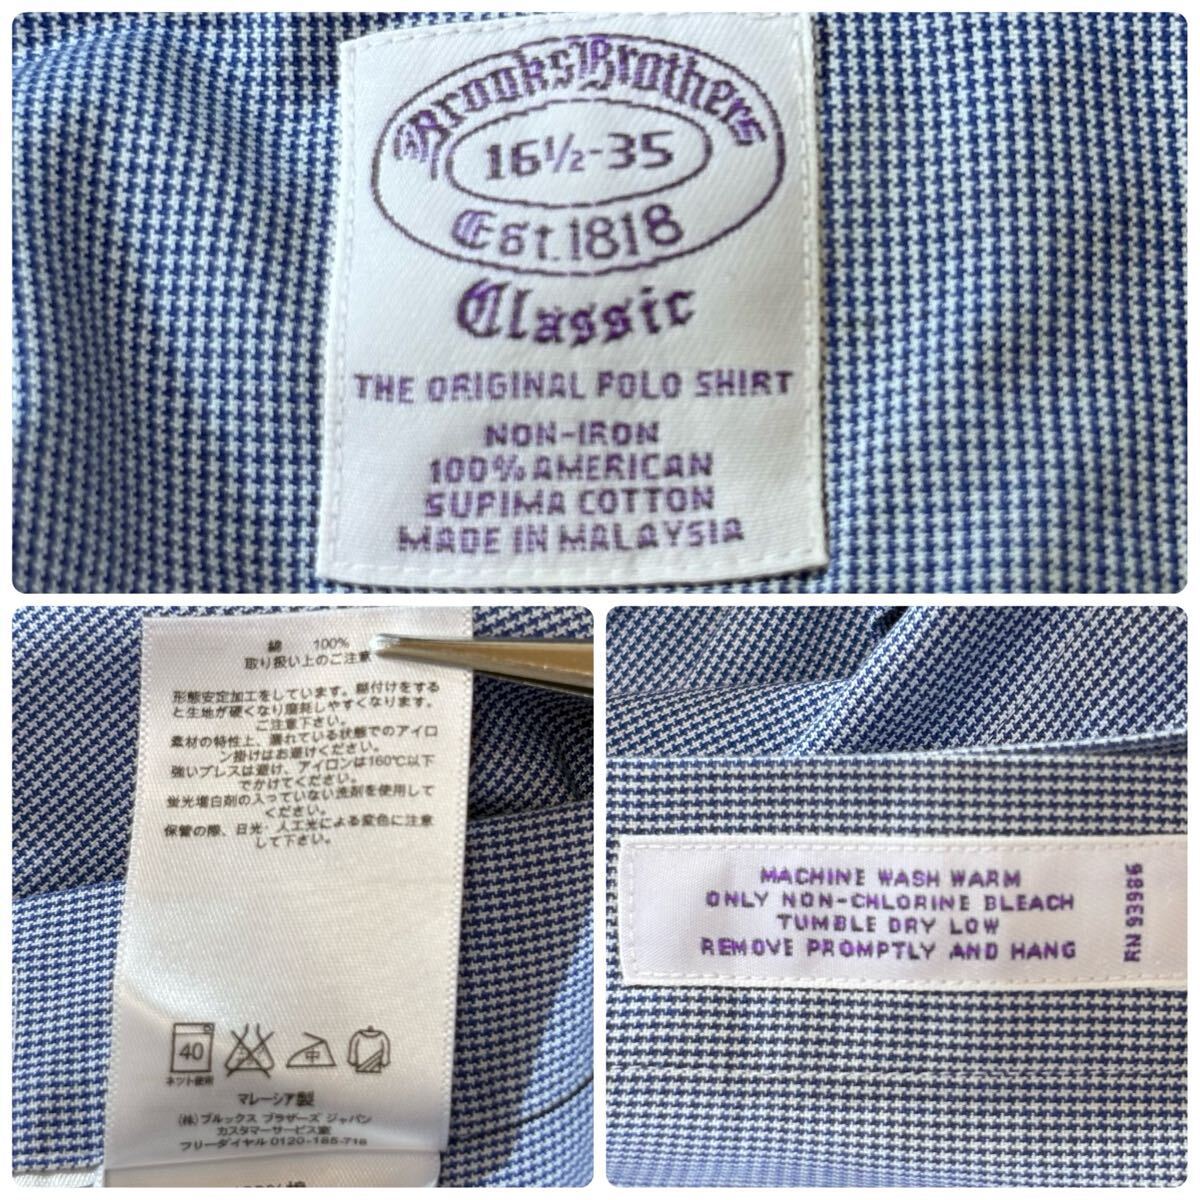 Brooks Brothers
16½-35
Est. 1818
Classic
THE ORIGINAL POLO SHIRT
NON-IRON
100% AMERICAN
SUPIMA COTTON
MADE IN MALAYSIA
綿 100%
取り扱い上のご注意
形態安定加工をしています。糊付けをする
と生地が硬くなり磨耗しやすくなります。
ご注意下さい。
素材の特性上、濡れている状態でのアイロ
ン掛けはお避けください。
強いプレスは避け、アイロンは160℃以下
でかけてください。
蛍光増白剤の入っていない洗剤を使用して
ください。
保管の際、日光・人工光による変色に注意
して下さい。
40
中
ネット使用
マレーシア製
(株)ブルックス ブラザーズ ジャパン
カスタマーサービス室
フリーダイヤル 0120-185-718
MACHINE WASH WARM
ONLY NON-CHLORINE BLEACH
TUMBLE DRY LOW
REMOVE PROMPTLY AND HANG
RN 93986